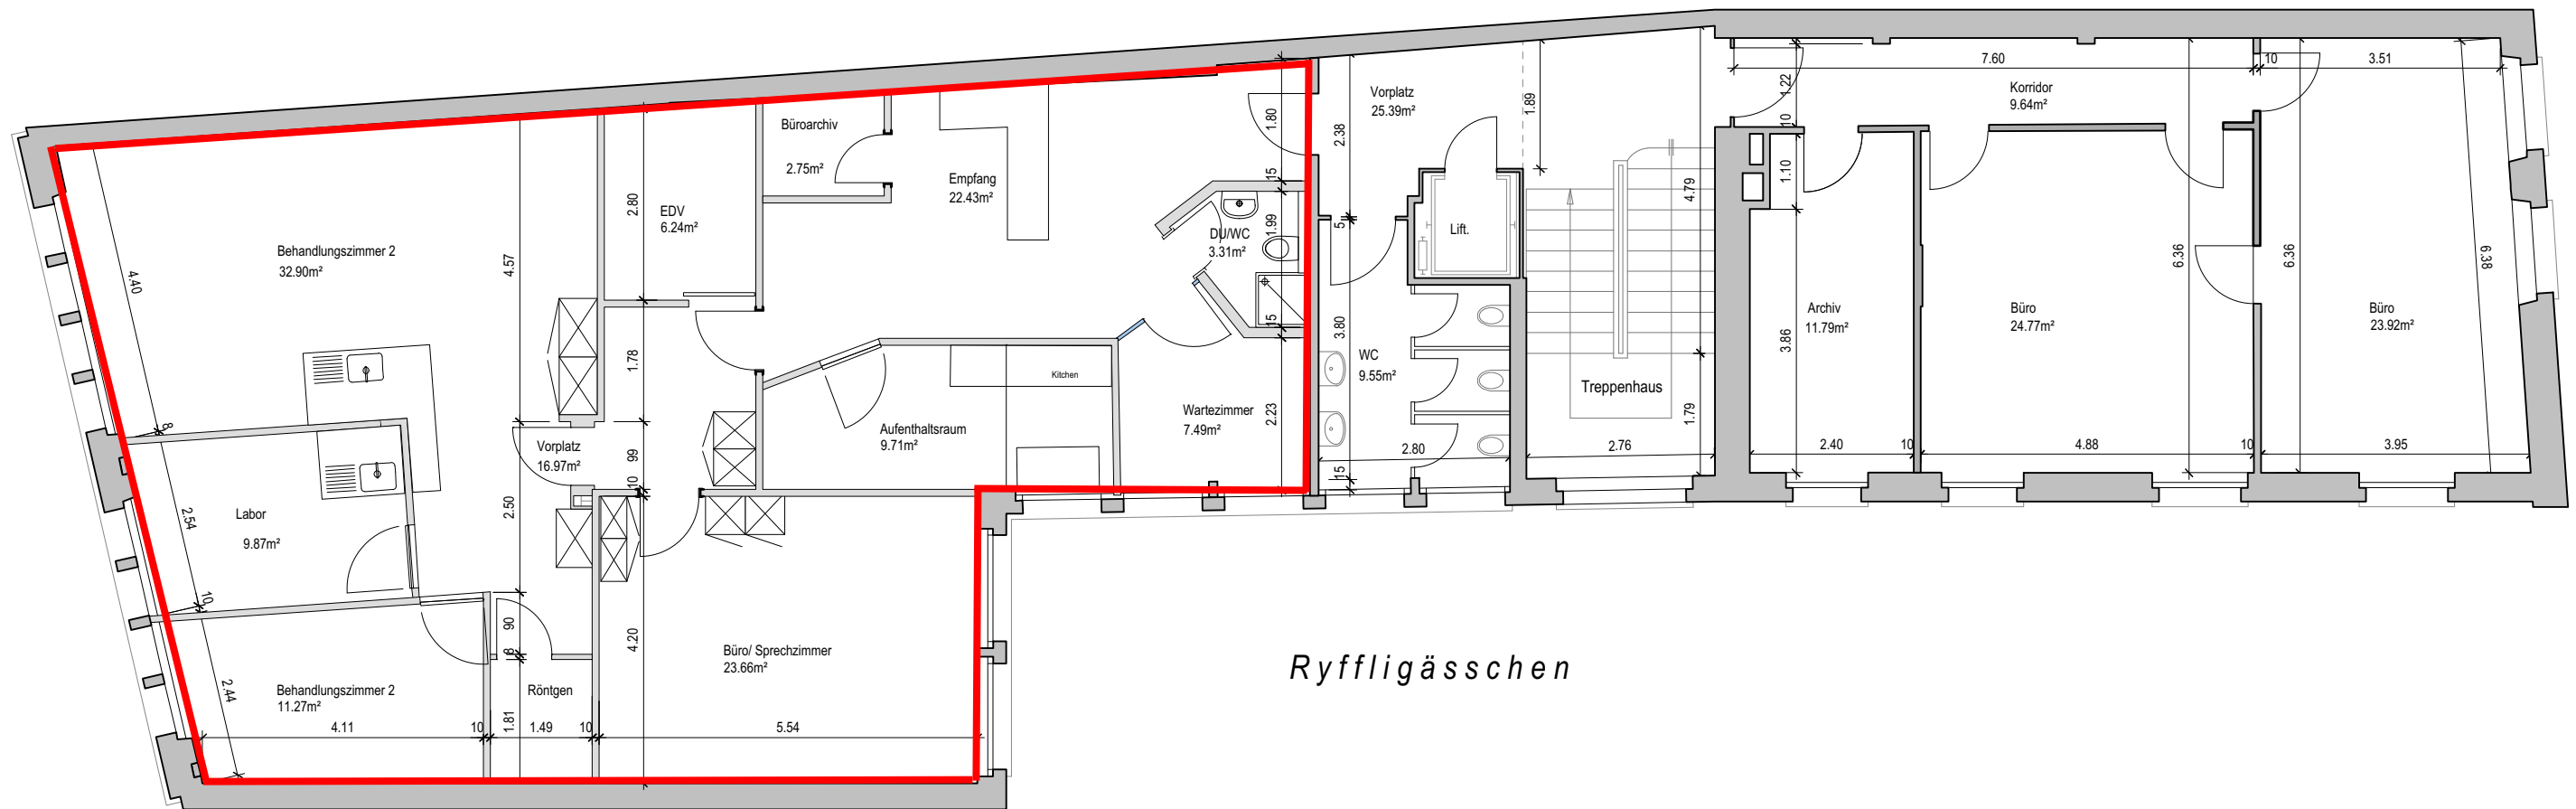 Behandlungszimmer 2
32.90m²
4.40
8
4.57
EDV
6.24m²
2.80
1.78
Büroarchiv
2.75m²
Empfang
22.43m²
1.80
15
1.99
15
2.23
DU/WC
3.31m²
Kitchen
Aufenthaltsraum
9.71m²
Wartezimmer
7.49m²
Vorplatz
16.97m²
99
10
2.50
Labor
9.87m²
2.54
10
Behandlungszimmer 2
11.27m²
2.44
4.11
10
90
8
Röntgen
1.81
1.49
10
4.20
Büro/ Sprechzimmer
23.66m²
5.54
Vorplatz
25.39m²
2.38
5
1.89
Lift.
WC
9.55m²
3.80
15
2.80
Treppenhaus
4.79
1.79
2.76
7.60
1.22
10
1.10
Korridor
9.64m²
10
3.51
Archiv
11.79m²
3.86
2.40
10
Büro
24.77m²
6.36
4.88
10
Büro
23.92m²
6.36
6.38
3.95
Ryffligässchen